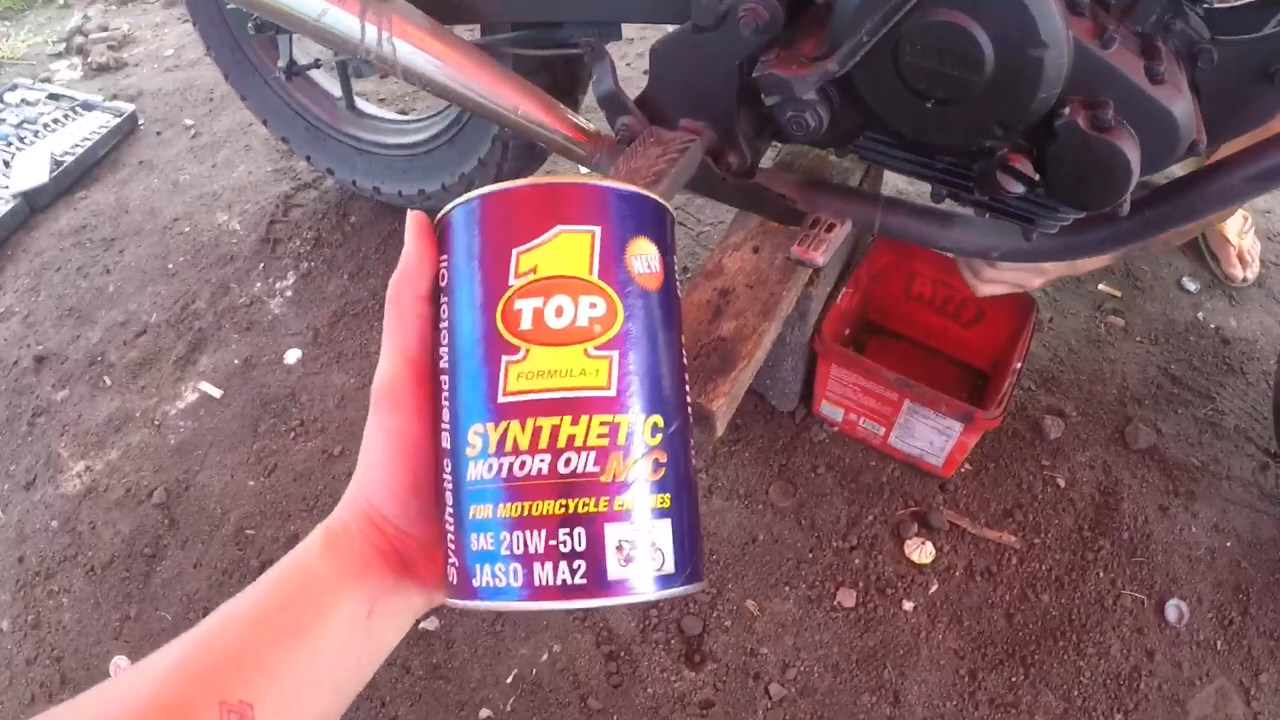 1
TOP
FORMULA-1
NEW
SYNTHETIC
MOTOR OIL M/C
FOR MOTORCYCLE ENGINES
SAE 20W-50
JASO MA2
Synthetic Blend Motor Oil